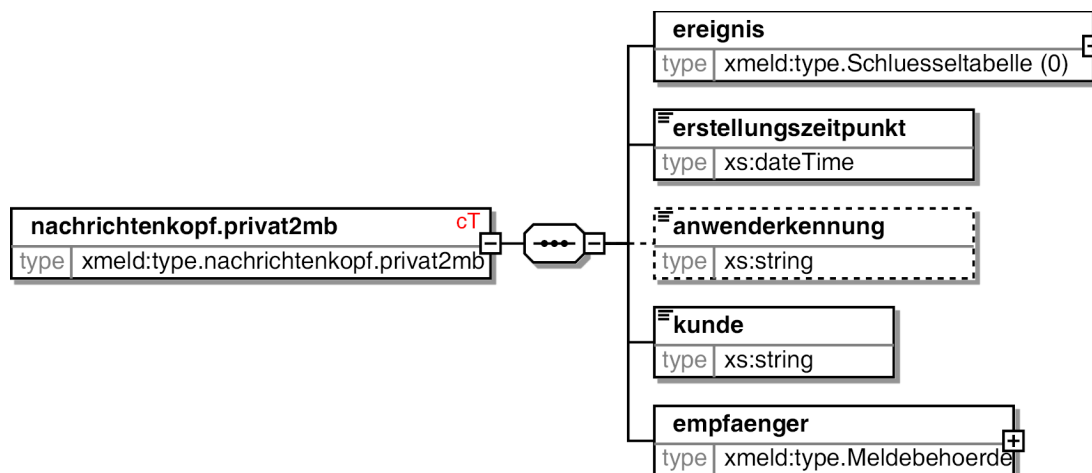 ereignis
type xmeld:type.Schluesseltabelle (0)
erstellungszeitpunkt
type xs:dateTime
nachrichtenkopf.privat2mb cT
type xmeld:type.nachrichtenkopf.privat2mb
anwenderkennung
type xs:string
kunde
type xs:string
empfaenger
type xmeld:type.Meldebehoerde